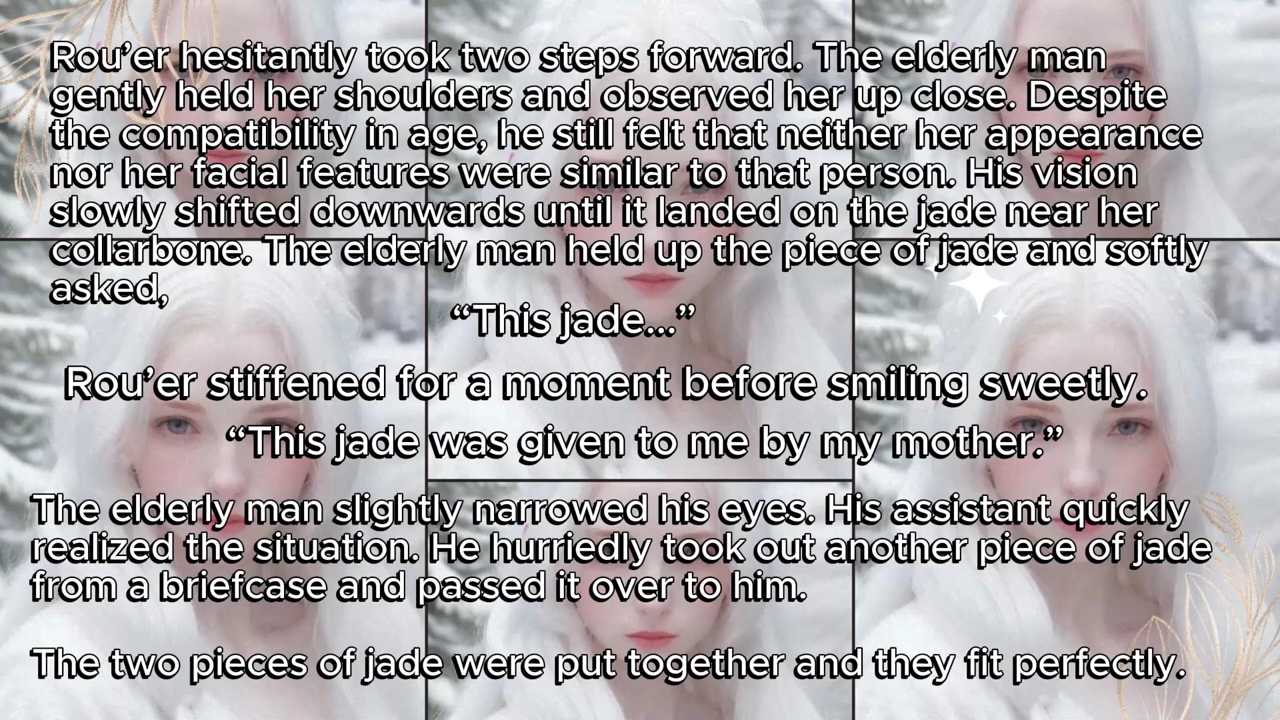 Rou’er hesitantly took two steps forward. The elderly man
gently held her shoulders and observed her up close. Despite
the compatibility in age, he still felt that neither her appearance
nor her facial features were similar to that person. His vision
slowly shifted downwards until it landed on the jade near her
collarbone. The elderly man held up the piece of jade and softly
asked,
“This jade...”
Rou’er stiffened for a moment before smiling sweetly.
“This jade was given to me by my mother.”
The elderly man slightly narrowed his eyes. His assistant quickly
realized the situation. He hurriedly took out another piece of jade
from a briefcase and passed it over to him.
The two pieces of jade were put together and they fit perfectly.